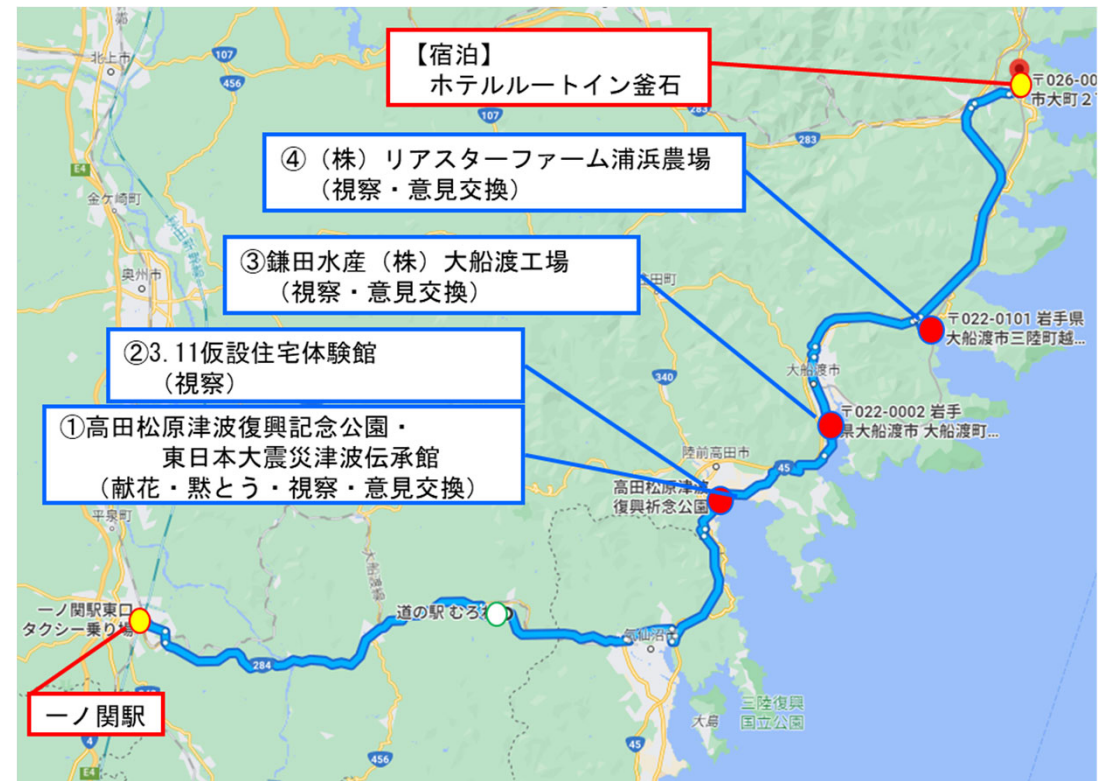 【宿泊】
ホテルルートイン釜石
④（株）リアスターファーム浦浜農場
（視察・意見交換）
③鎌田水産（株）大船渡工場
（視察・意見交換）
②3.11仮設住宅体験館
（視察）
①高田松原津波復興記念公園・
東日本大震災津波伝承館
（献花・黙とう・視察・意見交換）
一ノ関駅
北上市
107
456
107
283
E4
金ケ崎町
奥州市
〒026-00
市大町2
〒022-0101 岩手県
大船渡市三陸町越...
大船渡市
〒022-0002 岩手
県大船渡市 大船渡町...
340
陸前高田市
45
高田松原津波
復興祈念公園
平泉町
大船渡線
一ノ関駅東口
タクシー乗り場
道の駅 むろ
284
三陸復興
国立公園
大島
45
4
E4
456